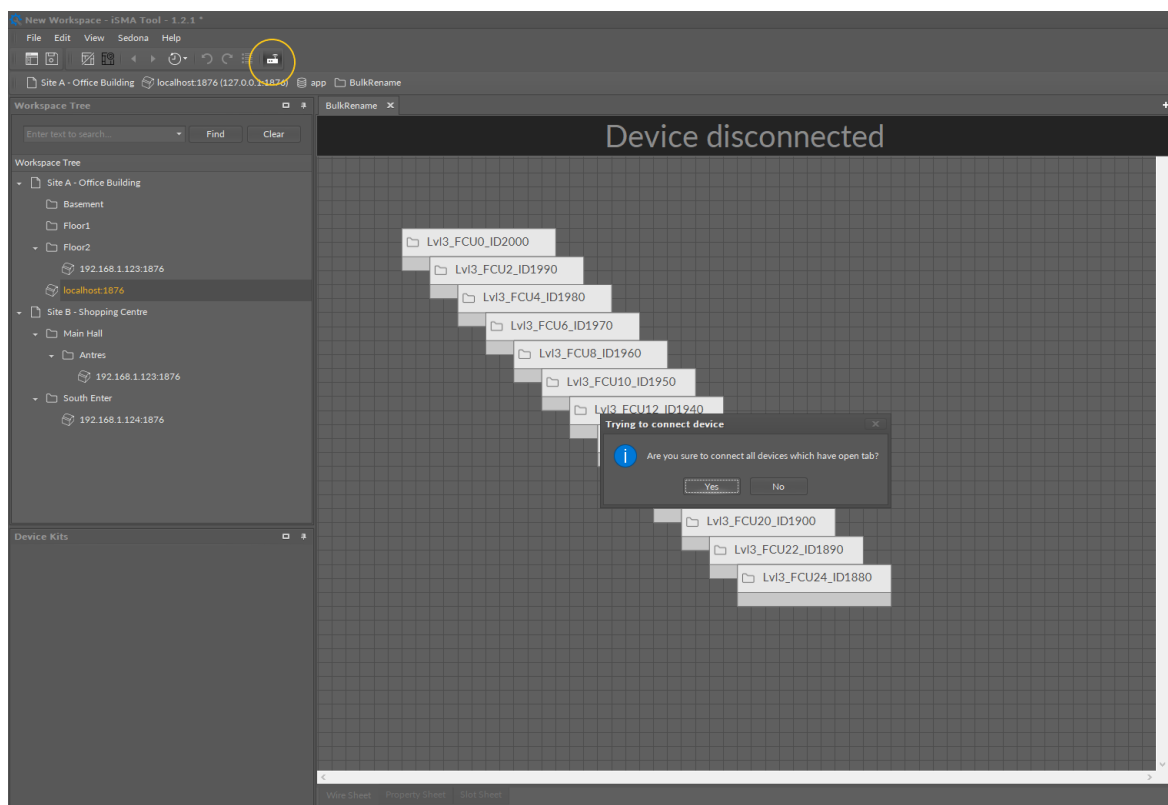 New Workspace - iSMA Tool - 1.2.1 *
File Edit View Sedona Help
Site A - Office Building localhost:1876 (127.0.0.1:1876) app BulkRename
Workspace Tree
Enter text to search... Find Clear
Workspace Tree
Site A - Office Building
Basement
Floor1
Floor2
192.168.1.123:1876
localhost:1876
Site B - Shopping Centre
Main Hall
Antres
192.168.1.123:1876
South Enter
192.168.1.124:1876
Device Kits
BulkRename
Device disconnected
Lvl3_FCU0_ID2000
Lvl3_FCU2_ID1990
Lvl3_FCU4_ID1980
Lvl3_FCU6_ID1970
Lvl3_FCU8_ID1960
Lvl3_FCU10_ID1950
Lvl3_FCU12_ID1940
Trying to connect device
Are you sure to connect all devices which have open tab?
Yes No
Lvl3_FCU20_ID1900
Lvl3_FCU22_ID1890
Lvl3_FCU24_ID1880
Wire Sheet Property Sheet Slot Sheet